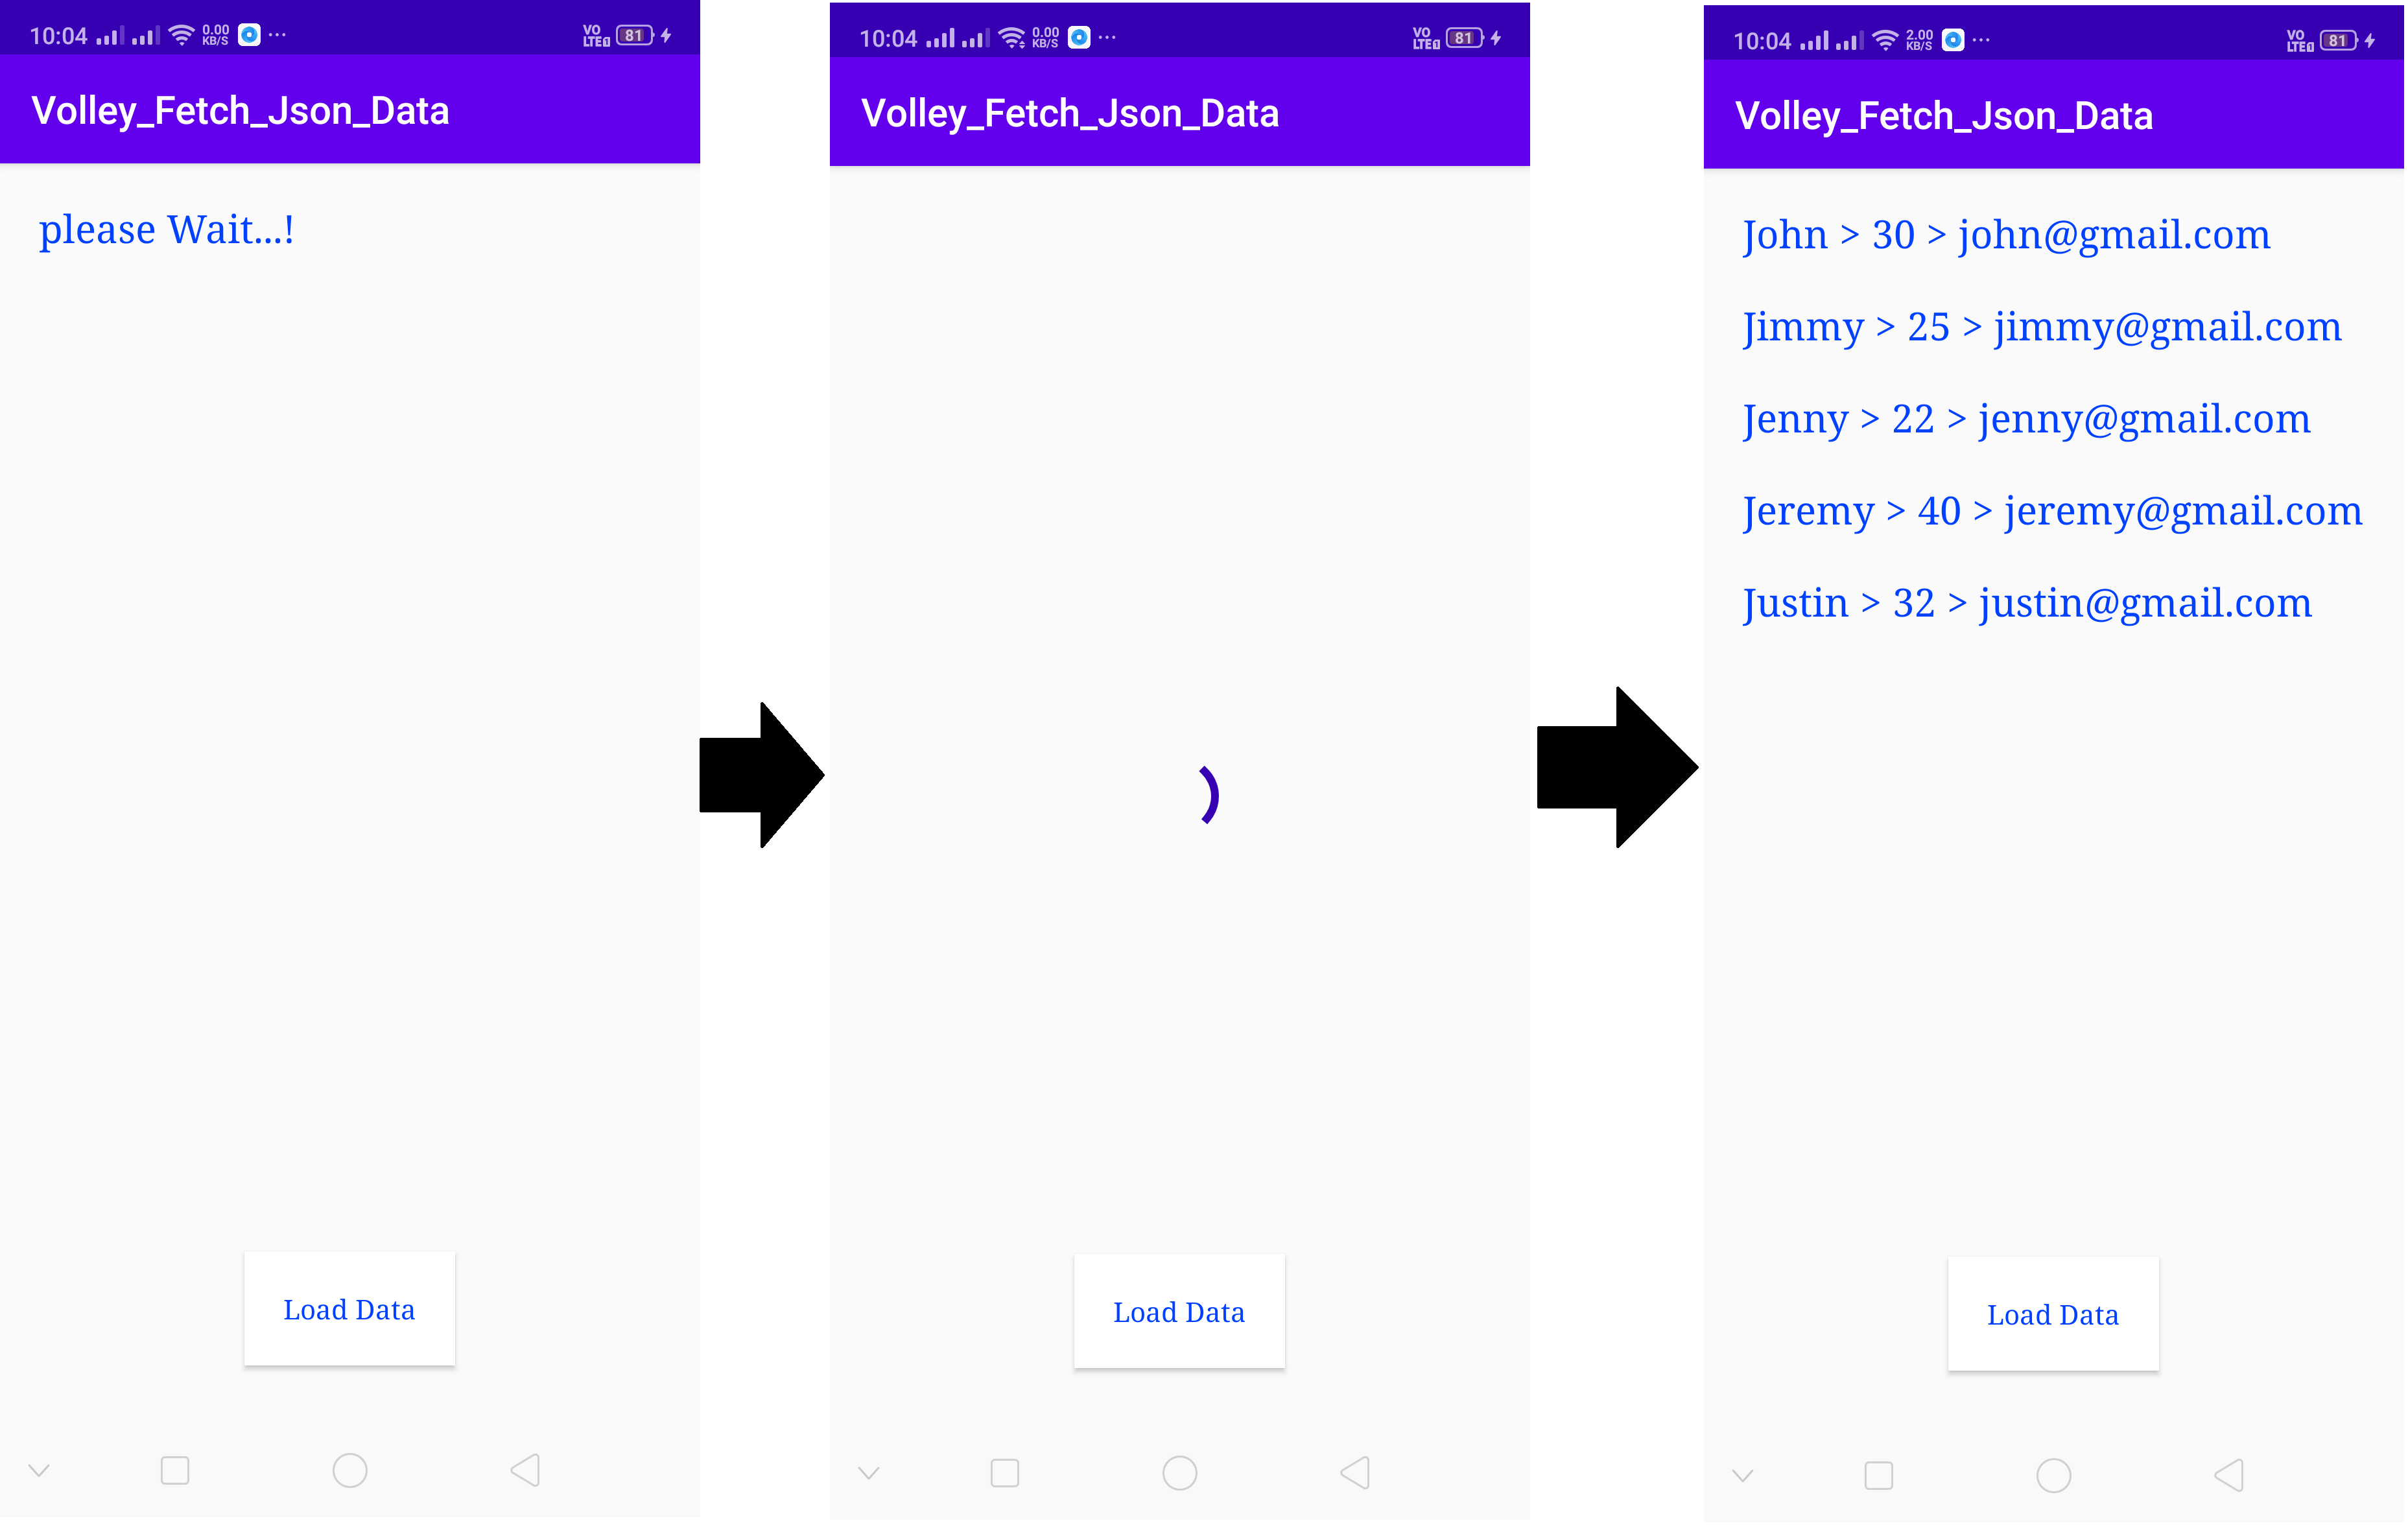 10:04 0.00 KB/S ... VO LTE 81
Volley_Fetch_Json_Data
please Wait...!
Load Data
10:04 0.00 KB/S ... VO LTE 81
Volley_Fetch_Json_Data
Load Data
10:04 2.00 KB/S ... VO LTE 81
Volley_Fetch_Json_Data
John > 30 > john@gmail.com
Jimmy > 25 > jimmy@gmail.com
Jenny > 22 > jenny@gmail.com
Jeremy > 40 > jeremy@gmail.com
Justin > 32 > justin@gmail.com
Load Data